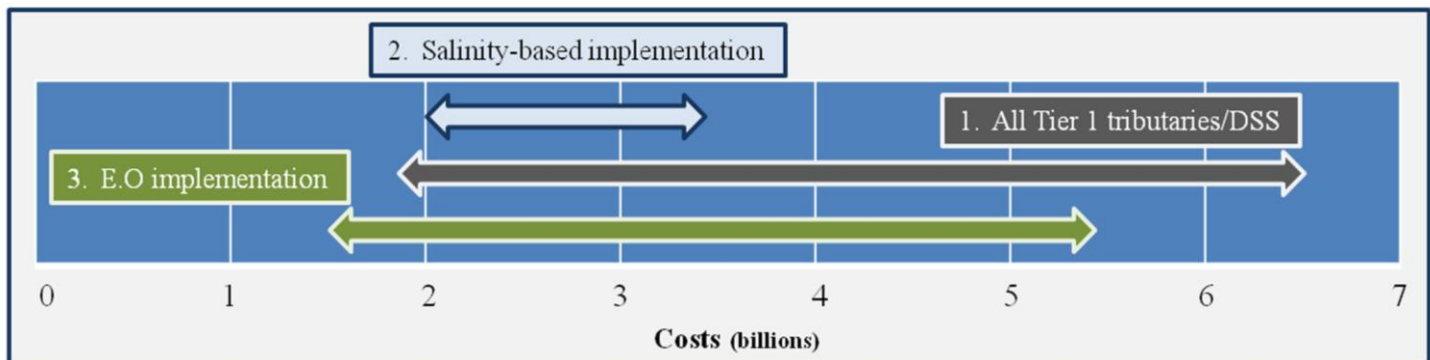 2. Salinity-based implementation
1. All Tier 1 tributaries/DSS
3. E.O implementation
0 1 2 3 4 5 6 7
Costs (billions)